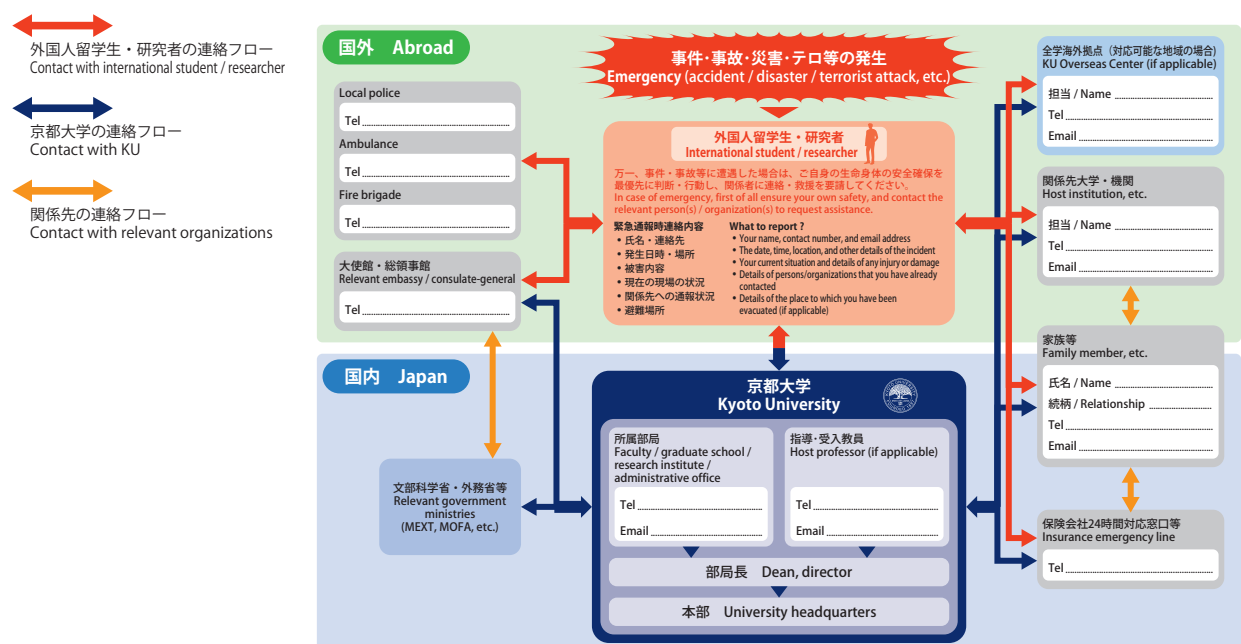 外国人留学生・研究者の連絡フロー
Contact with international student / researcher
京都大学の連絡フロー
Contact with KU
関係先の連絡フロー
Contact with relevant organizations
国外 Abroad
事件・事故・災害・テロ等の発生
Emergency (accident / disaster / terrorist attack, etc.)
Local police
Tel
Ambulance
Tel
Fire brigade
Tel
大使館・総領事館
Relevant embassy / consulate-general
Tel
外国人留学生・研究者
International student / researcher
万一、事件・事故等に遭遇した場合は、ご自身の生命身体の安全確保を
最優先に判断・行動し、関係者に連絡・救援を要請してください。
In case of emergency, first of all ensure your own safety, and contact the
relevant person(s) / organization(s) to request assistance.
緊急通報時連絡内容
• 氏名・連絡先
• 発生日時・場所
• 被害内容
• 現在の現場の状況
• 関係先への通報状況
• 避難場所
What to report ?
• Your name, contact number, and email address
• The date, time, location, and other details of the incident
• Your current situation and details of any injury or damage
• Details of persons/organizations that you have already
contacted
• Details of the place to which you have been
evacuated (if applicable)
全学海外拠点（対応可能な地域の場合)
KU Overseas Center (if applicable)
担当 / Name
Tel
Email
関係先大学・機関
Host institution, etc.
担当 / Name
Tel
Email
家族等
Family member, etc.
氏名 / Name
続柄 / Relationship
Tel
Email
保険会社24時間対応窓口等
Insurance emergency line
Tel
国内 Japan
文部科学省・外務省等
Relevant government
ministries
(MEXT, MOFA, etc.)
京都大学
Kyoto University
所属部局
Faculty / graduate school /
research institute /
administrative office
Tel
Email
指導・受入教員
Host professor (if applicable)
Tel
Email
部局長 Dean, director
本部 University headquarters